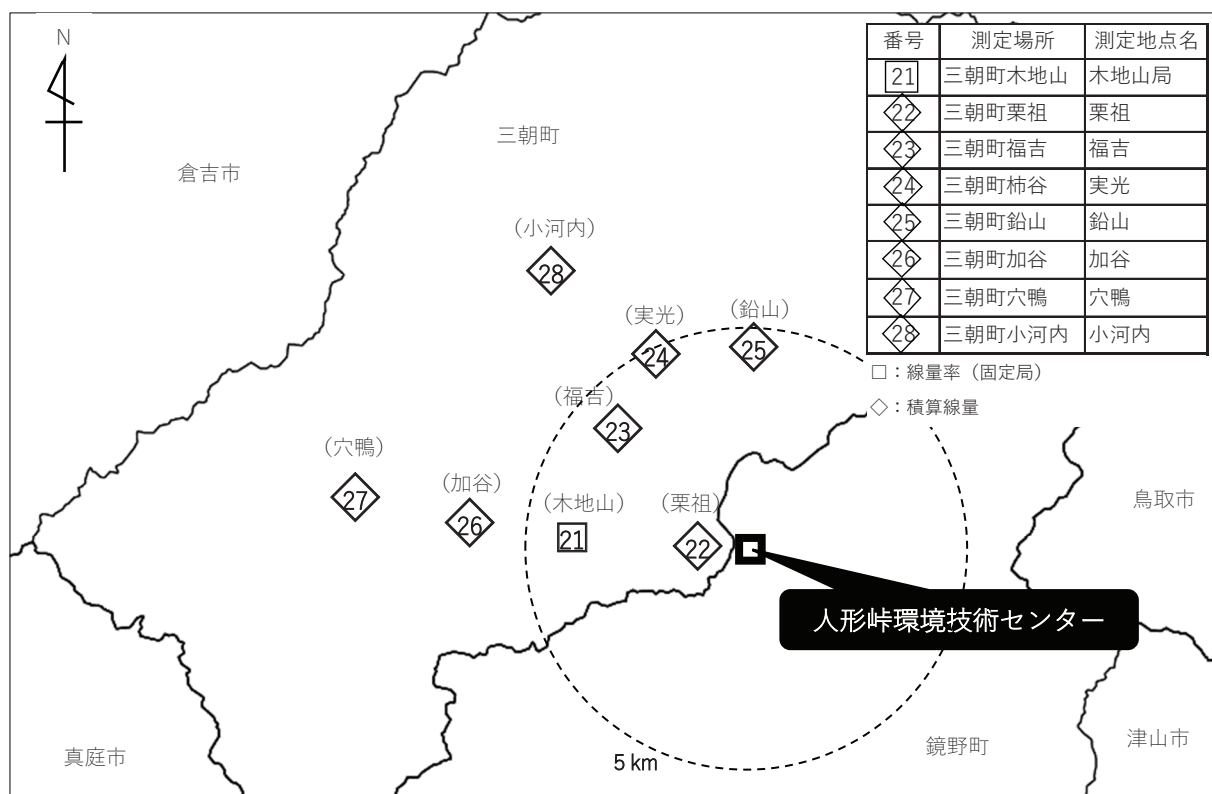 N
倉吉市
三朝町
番号 測定場所 測定地点名
21 三朝町木地山 木地山局
22 三朝町栗祖 栗祖
23 三朝町福吉 福吉
24 三朝町柿谷 実光
25 三朝町鉛山 鉛山
26 三朝町加谷 加谷
27 三朝町穴鴨 穴鴨
28 三朝町小河内 小河内
□：線量率（固定局）
◇：積算線量
（小河内）
28
（実光）
24
（鉛山）
25
（福吉）
23
（穴鴨）
27
（加谷）
26
（木地山）
21
（栗祖）
22
鳥取市
人形峠環境技術センター
真庭市
5 km
鏡野町
津山市